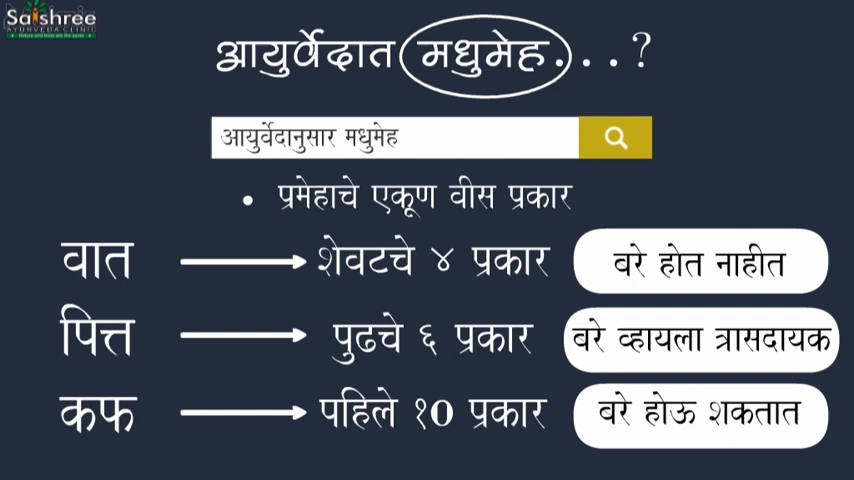 Saishree
AYURVEDA CLINIC
आयुर्वेदात मधुमेह...?
आयुर्वेदानुसार मधुमेह
• प्रमेहाचे एकूण वीस प्रकार
वात शेवटचे ४ प्रकार बरे होत नाहीत
पित्त पुढचे ६ प्रकार बरे व्हायला त्रासदायक
कफ पहिले १० प्रकार बरे होऊ शकतात